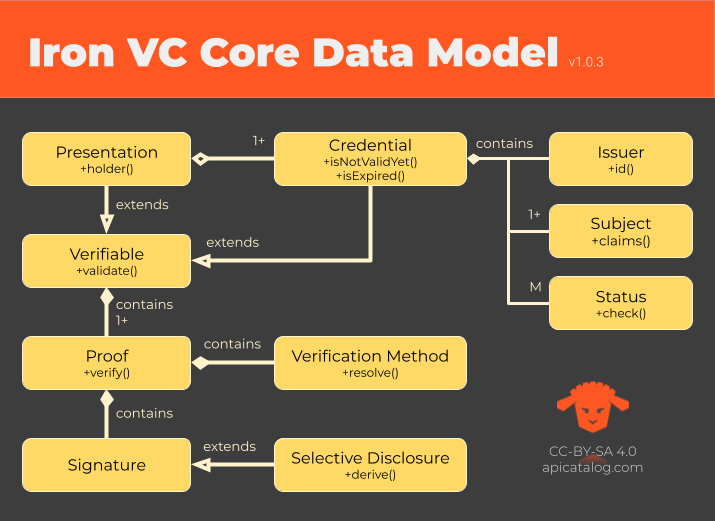 Iron VC Core Data Model v1.0.3
Presentation
+holder()
1+
Credential
+isNotValidYet()
+isExpired()
contains
Issuer
+id()
extends
1+
Subject
+claims()
Verifiable
+validate()
extends
M
Status
+check()
contains
1+
Proof
+verify()
contains
Verification Method
+resolve()
contains
Signature
extends
Selective Disclosure
+derive()
CC-BY-SA 4.0
apicatalog.com